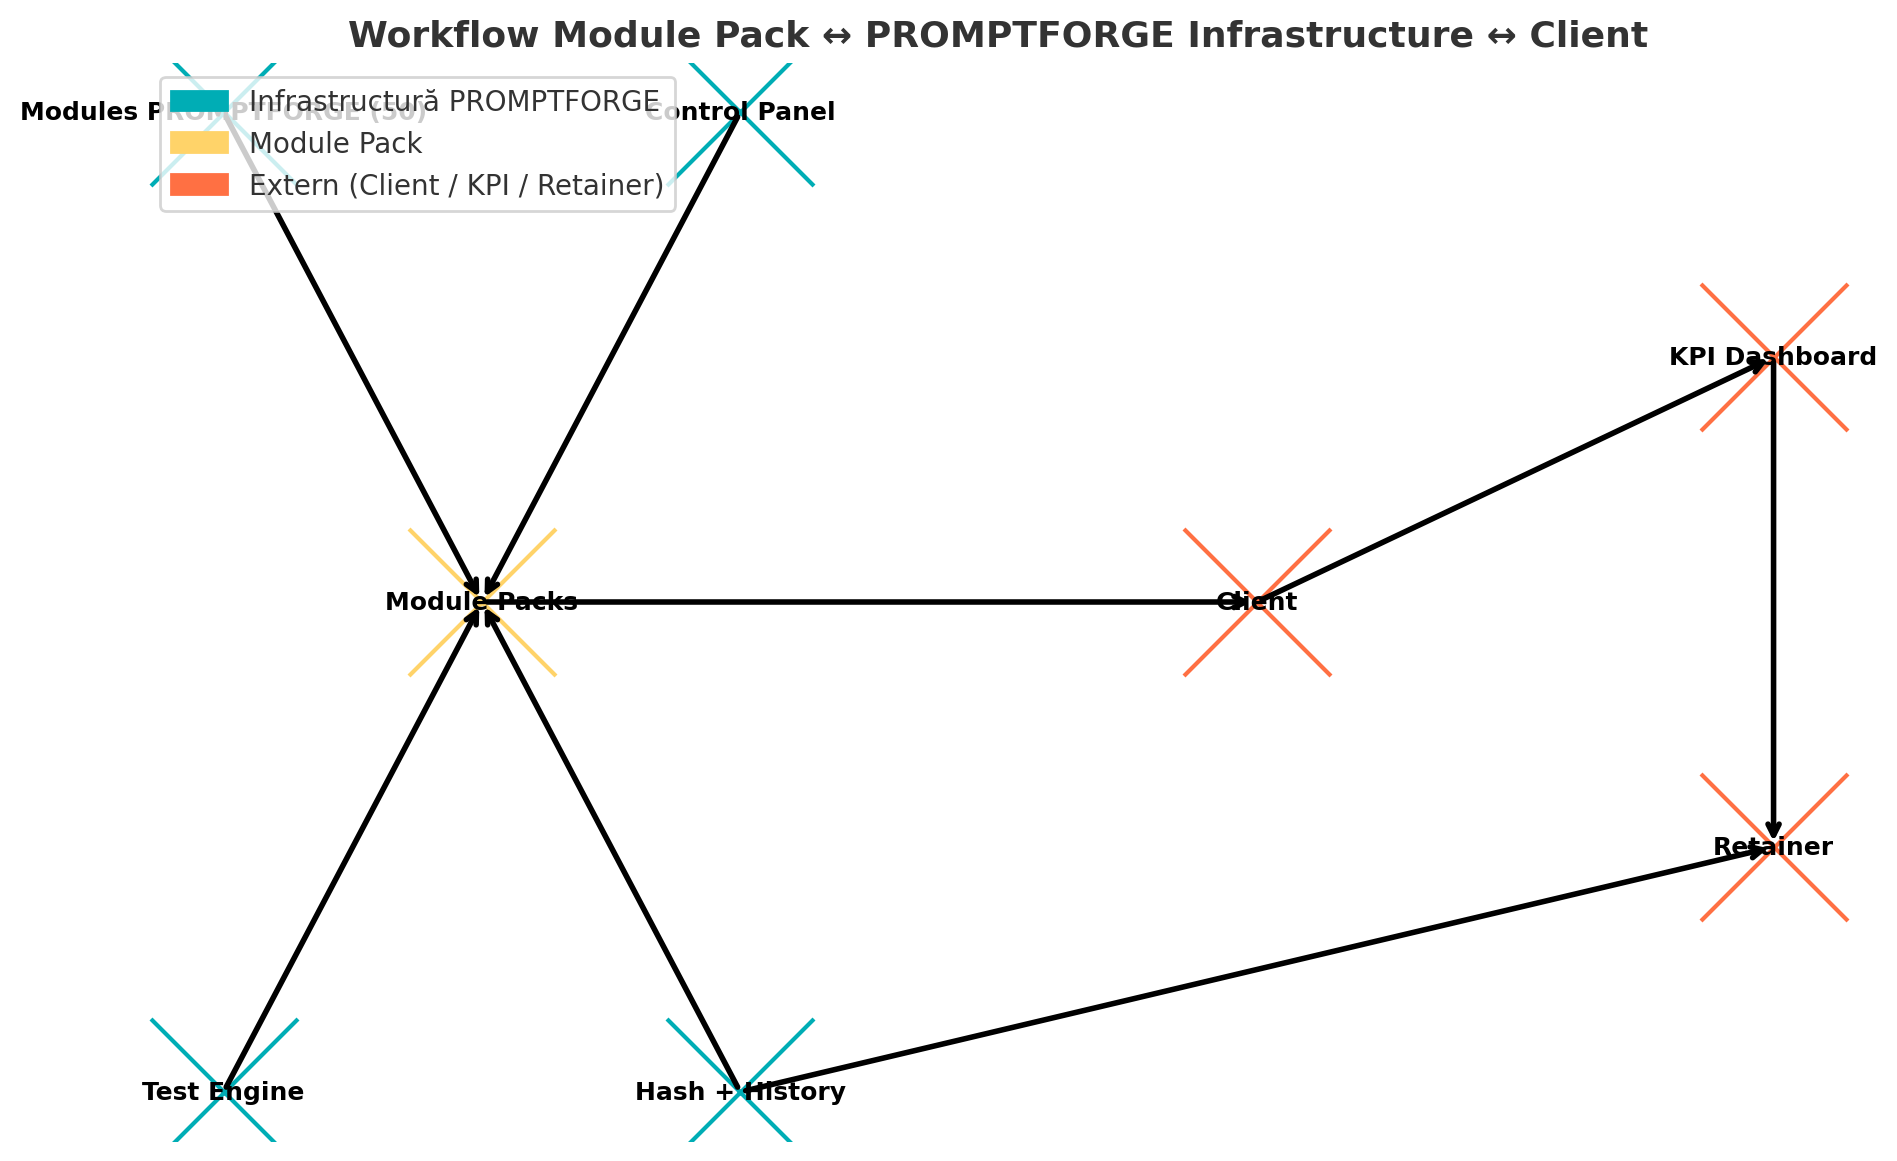 Workflow Module Pack ↔ PROMPTFORGE Infrastructure ↔ Client
Modules PROMPTFORGE (50)
Control Panel
Infrastructură PROMPTFORGE
Module Pack
Extern (Client / KPI / Retainer)
KPI Dashboard
Module Packs
Client
Retainer
Test Engine
Hash + History